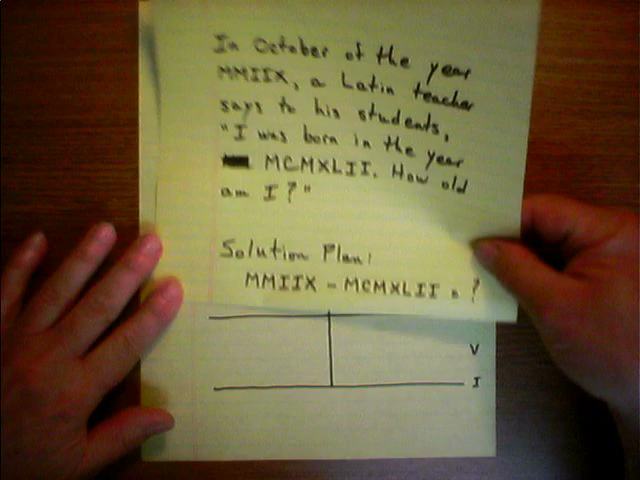 In October of the year
MMIIX, a Latin teacher
says to his students,
"I was born in the year
MCMXLII. How old
am I?"
Solution Plan:
MMIIX - MCMXLII = ?
V
I